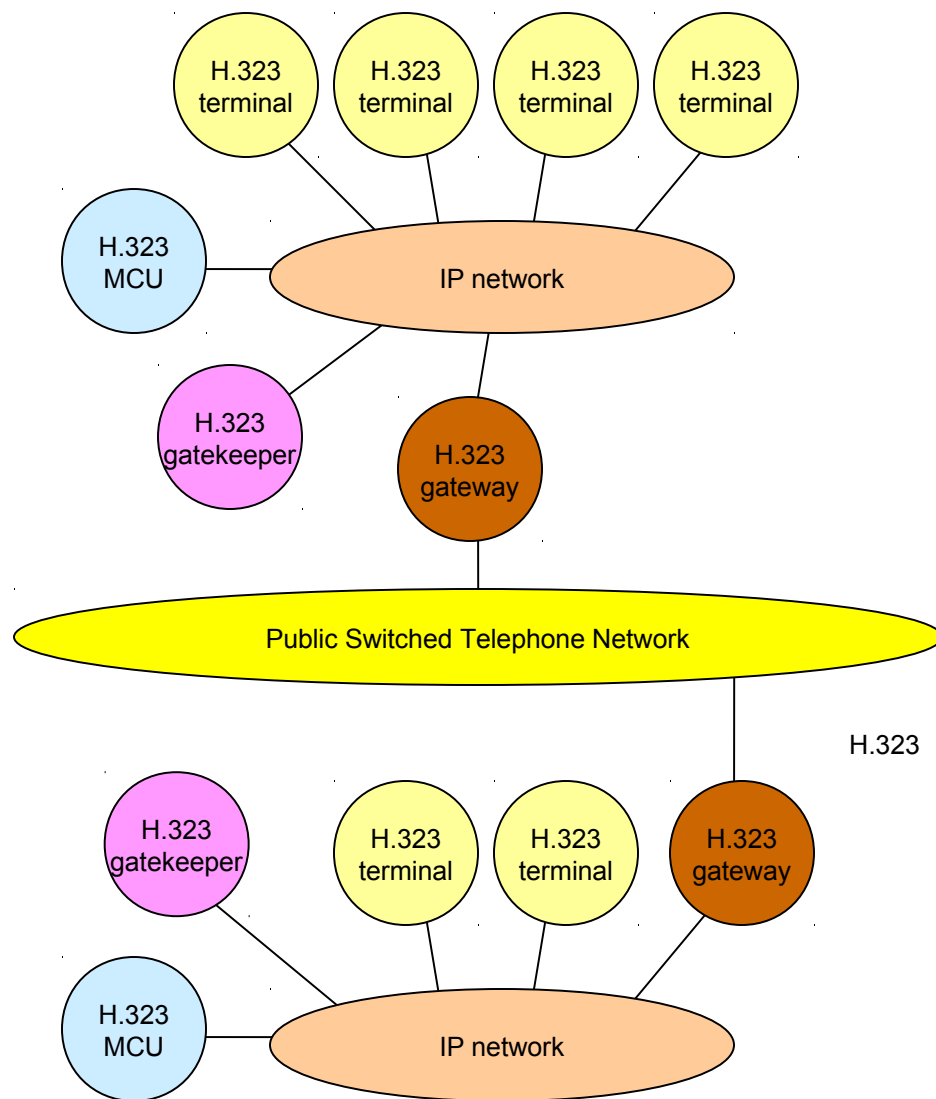 H.323
terminal
H.323
terminal
H.323
terminal
H.323
terminal
H.323
MCU
IP network
H.323
gatekeeper
H.323
gateway
Public Switched Telephone Network
H.323
H.323
gatekeeper
H.323
terminal
H.323
terminal
H.323
gateway
H.323
MCU
IP network